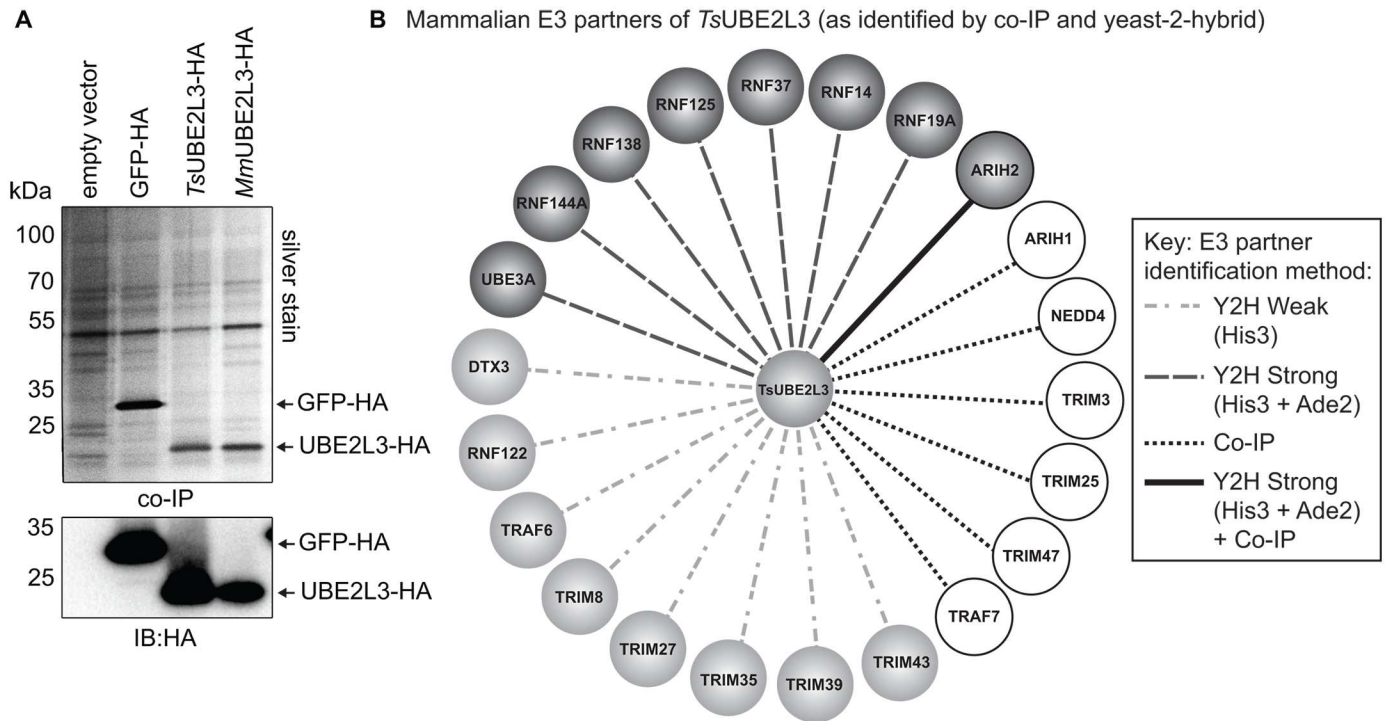 A
empty vector
GFP-HA
TsUBE2L3-HA
MmUBE2L3-HA
kDa
100
70
55
35
25
silver stain
GFP-HA
UBE2L3-HA
co-IP
35
25
GFP-HA
UBE2L3-HA
IB:HA
B Mammalian E3 partners of TsUBE2L3 (as identified by co-IP and yeast-2-hybrid)
RNF37
RNF14
RNF125
RNF19A
RNF138
ARIH2
RNF144A
ARIH1
UBE3A
NEDD4
DTX3
TsUBE2L3
TRIM3
RNF122
TRIM25
TRAF6
TRIM47
TRIM8
TRAF7
TRIM27
TRIM43
TRIM35
TRIM39
Key: E3 partner
identification method:
Y2H Weak
(His3)
Y2H Strong
(His3 + Ade2)
Co-IP
Y2H Strong
(His3 + Ade2)
+ Co-IP